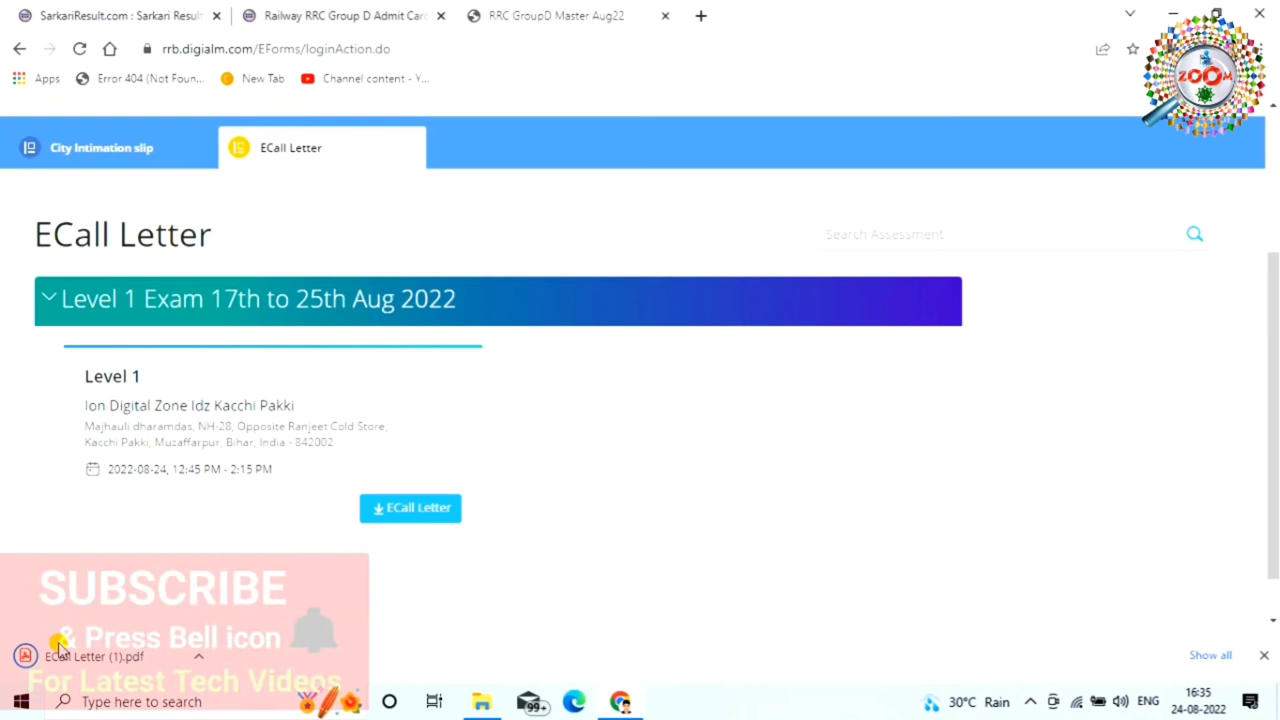 SarkariResult.com : Sarkari Result
Railway RRC Group D Admit Card
RRC GroupD Master Aug22
rrb.digialm.com/EForms/loginAction.do
Apps
Error 404 (Not Foun...
New Tab
Channel content - Y...
ZOOM
City Intimation slip
ECall Letter
ECall Letter
Search Assessment
Level 1 Exam 17th to 25th Aug 2022
Level 1
Ion Digital Zone Idz Kacchi Pakki
Majhauli dharamdas, NH-28, Opposite Ranjeet Cold Store,
Kacchi Pakki, Muzaffarpur, Bihar, India - 842002
2022-08-24, 12:45 PM - 2:15 PM
ECall Letter
SUBSCRIBE
& Press Bell icon
ECall Letter (1).pdf
Show all
For Latest Tech Videos
Type here to search
99+
30°C Rain
ENG
16:35
24-08-2022